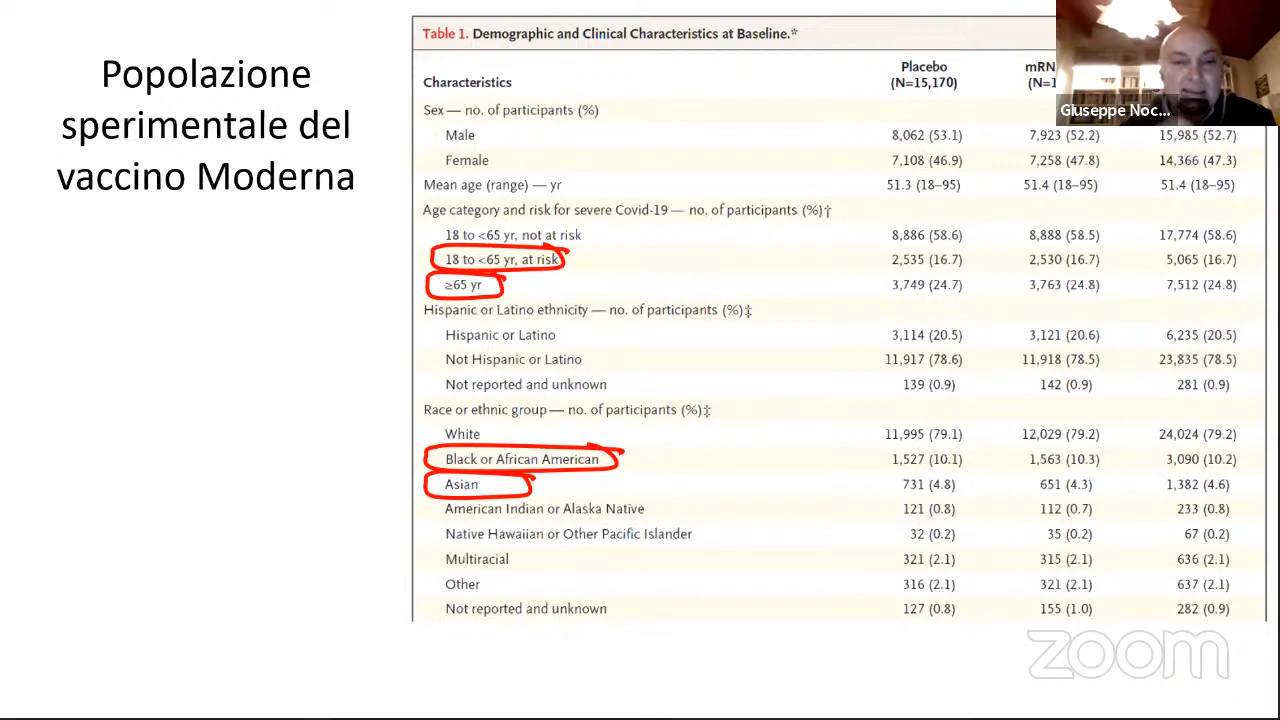 Popolazione
sperimentale del
vaccino Moderna
Table 1. Demographic and Clinical Characteristics at Baseline.*
Characteristics Placebo
(N=15,170)
Sex — no. of participants (%)
Male 8,062 (53.1) 7,923 (52.2) 15,985 (52.7)
Female 7,108 (46.9) 7,258 (47.8) 14,366 (47.3)
Mean age (range) — yr 51.3 (18–95) 51.4 (18–95) 51.4 (18–95)
Age category and risk for severe Covid-19 — no. of participants (%)†
18 to <65 yr, not at risk 8,886 (58.6) 8,888 (58.5) 17,774 (58.6)
18 to <65 yr, at risk 2,535 (16.7) 2,530 (16.7) 5,065 (16.7)
≥65 yr 3,749 (24.7) 3,763 (24.8) 7,512 (24.8)
Hispanic or Latino ethnicity — no. of participants (%)‡
Hispanic or Latino 3,114 (20.5) 3,121 (20.6) 6,235 (20.5)
Not Hispanic or Latino 11,917 (78.6) 11,918 (78.5) 23,835 (78.5)
Not reported and unknown 139 (0.9) 142 (0.9) 281 (0.9)
Race or ethnic group — no. of participants (%)‡
White 11,995 (79.1) 12,029 (79.2) 24,024 (79.2)
Black or African American 1,527 (10.1) 1,563 (10.3) 3,090 (10.2)
Asian 731 (4.8) 651 (4.3) 1,382 (4.6)
American Indian or Alaska Native 121 (0.8) 112 (0.7) 233 (0.8)
Native Hawaiian or Other Pacific Islander 32 (0.2) 35 (0.2) 67 (0.2)
Multiracial 321 (2.1) 315 (2.1) 636 (2.1)
Other 316 (2.1) 321 (2.1) 637 (2.1)
Not reported and unknown 127 (0.8) 155 (1.0) 282 (0.9)
Giuseppe Noc...
zoom